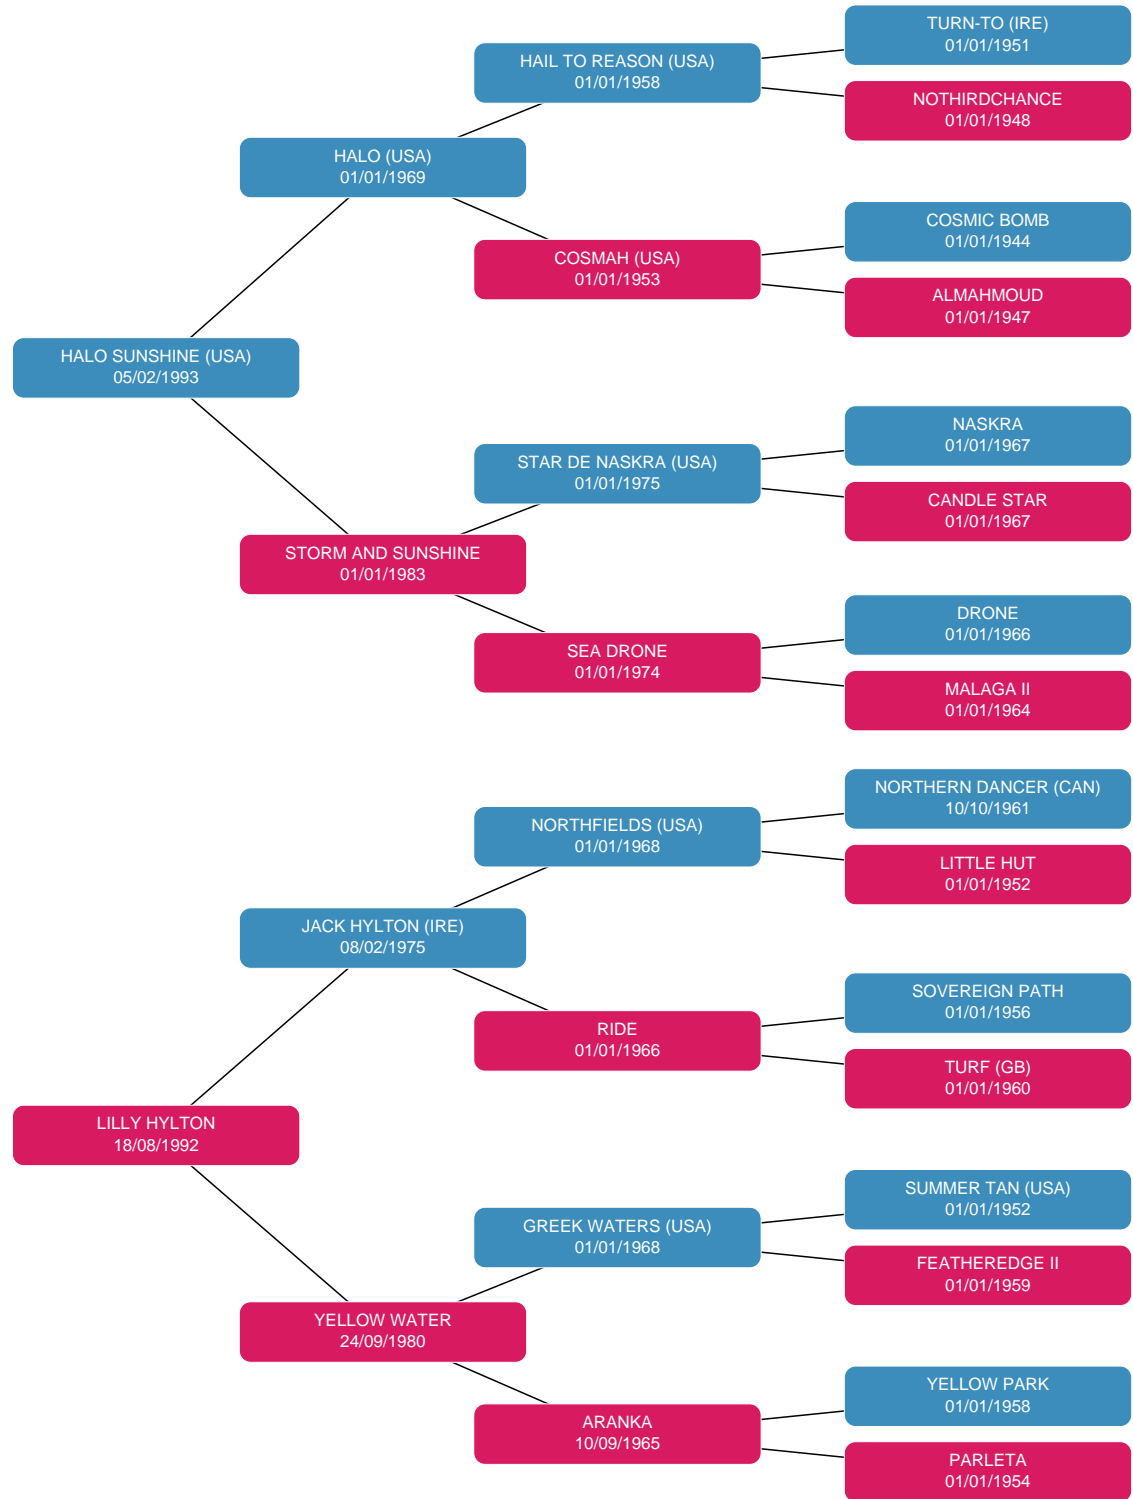 TURN-TO (IRE)
01/01/1951
HAIL TO REASON (USA)
01/01/1958
NOTHIRDCHANCE
01/01/1948
HALO (USA)
01/01/1969
COSMIC BOMB
01/01/1944
COSMAH (USA)
01/01/1953
ALMAHMOUD
01/01/1947
HALO SUNSHINE (USA)
05/02/1993
NASKRA
01/01/1967
STAR DE NASKRA (USA)
01/01/1975
CANDLE STAR
01/01/1967
STORM AND SUNSHINE
01/01/1983
DRONE
01/01/1966
SEA DRONE
01/01/1974
MALAGA II
01/01/1964
NORTHERN DANCER (CAN)
10/10/1961
NORTHFIELDS (USA)
01/01/1968
LITTLE HUT
01/01/1952
JACK HYLTON (IRE)
08/02/1975
SOVEREIGN PATH
01/01/1956
RIDE
01/01/1966
TURF (GB)
01/01/1960
LILLY HYLTON
18/08/1992
SUMMER TAN (USA)
01/01/1952
GREEK WATERS (USA)
01/01/1968
FEATHEREDGE II
01/01/1959
YELLOW WATER
24/09/1980
YELLOW PARK
01/01/1958
ARANKA
10/09/1965
PARLETA
01/01/1954